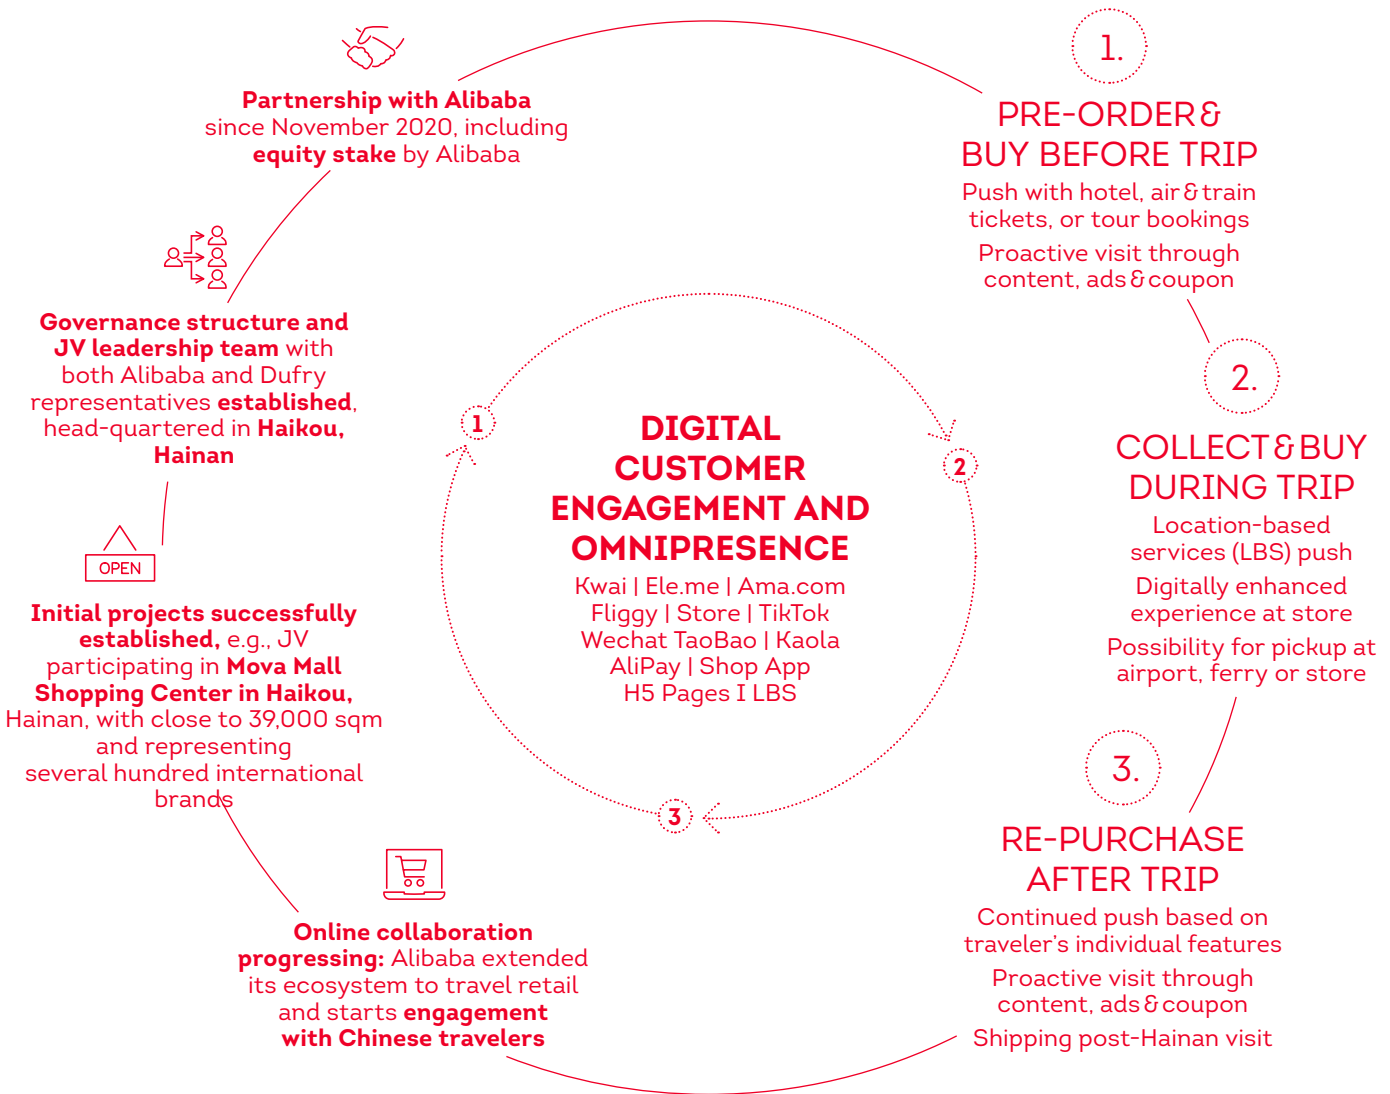 Partnership with Alibaba
since November 2020, including
equity stake by Alibaba
Governance structure and
JV leadership team with
both Alibaba and Dufry
representatives established,
head-quartered in Haikou,
Hainan
OPEN
Initial projects successfully
established, e.g., JV
participating in Mova Mall
Shopping Center in Haikou,
Hainan, with close to 39,000 sqm
and representing
several hundred international
brands
Online collaboration
progressing: Alibaba extended
its ecosystem to travel retail
and starts engagement
with Chinese travelers
1
2
3
DIGITAL
CUSTOMER
ENGAGEMENT AND
OMNIPRESENCE
Kwai | Ele.me | Ama.com
Fliggy | Store | TikTok
Wechat TaoBao | Kaola
AliPay | Shop App
H5 Pages I LBS
1.
PRE-ORDER &
BUY BEFORE TRIP
Push with hotel, air & train
tickets, or tour bookings
Proactive visit through
content, ads & coupon
2.
COLLECT & BUY
DURING TRIP
Location-based
services (LBS) push
Digitally enhanced
experience at store
Possibility for pickup at
airport, ferry or store
3.
RE-PURCHASE
AFTER TRIP
Continued push based on
traveler’s individual features
Proactive visit through
content, ads & coupon
Shipping post-Hainan visit